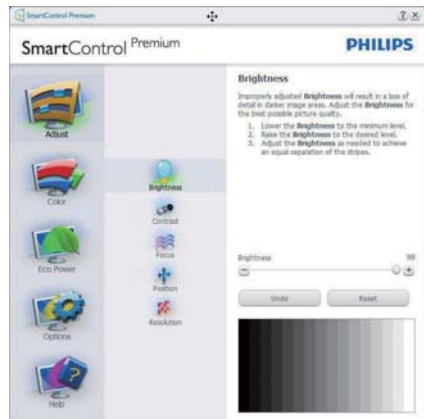 SmartControl Premium
SmartControl Premium
PHILIPS
Adjust
Color
Eco Power
Options
Help
Brightness
Contrast
Focus
Position
Resolution
Brightness
Improperly adjusted Brightness will result in a loss of
detail in darker image areas. Adjust the Brightness for
the best possible picture quality.
1. Lower the Brightness to the minimum level.
2. Raise the Brightness to the desired level.
3. Adjust the Brightness as needed to achieve
an equal separation of the stripes.
Brightness 99
Undo Reset